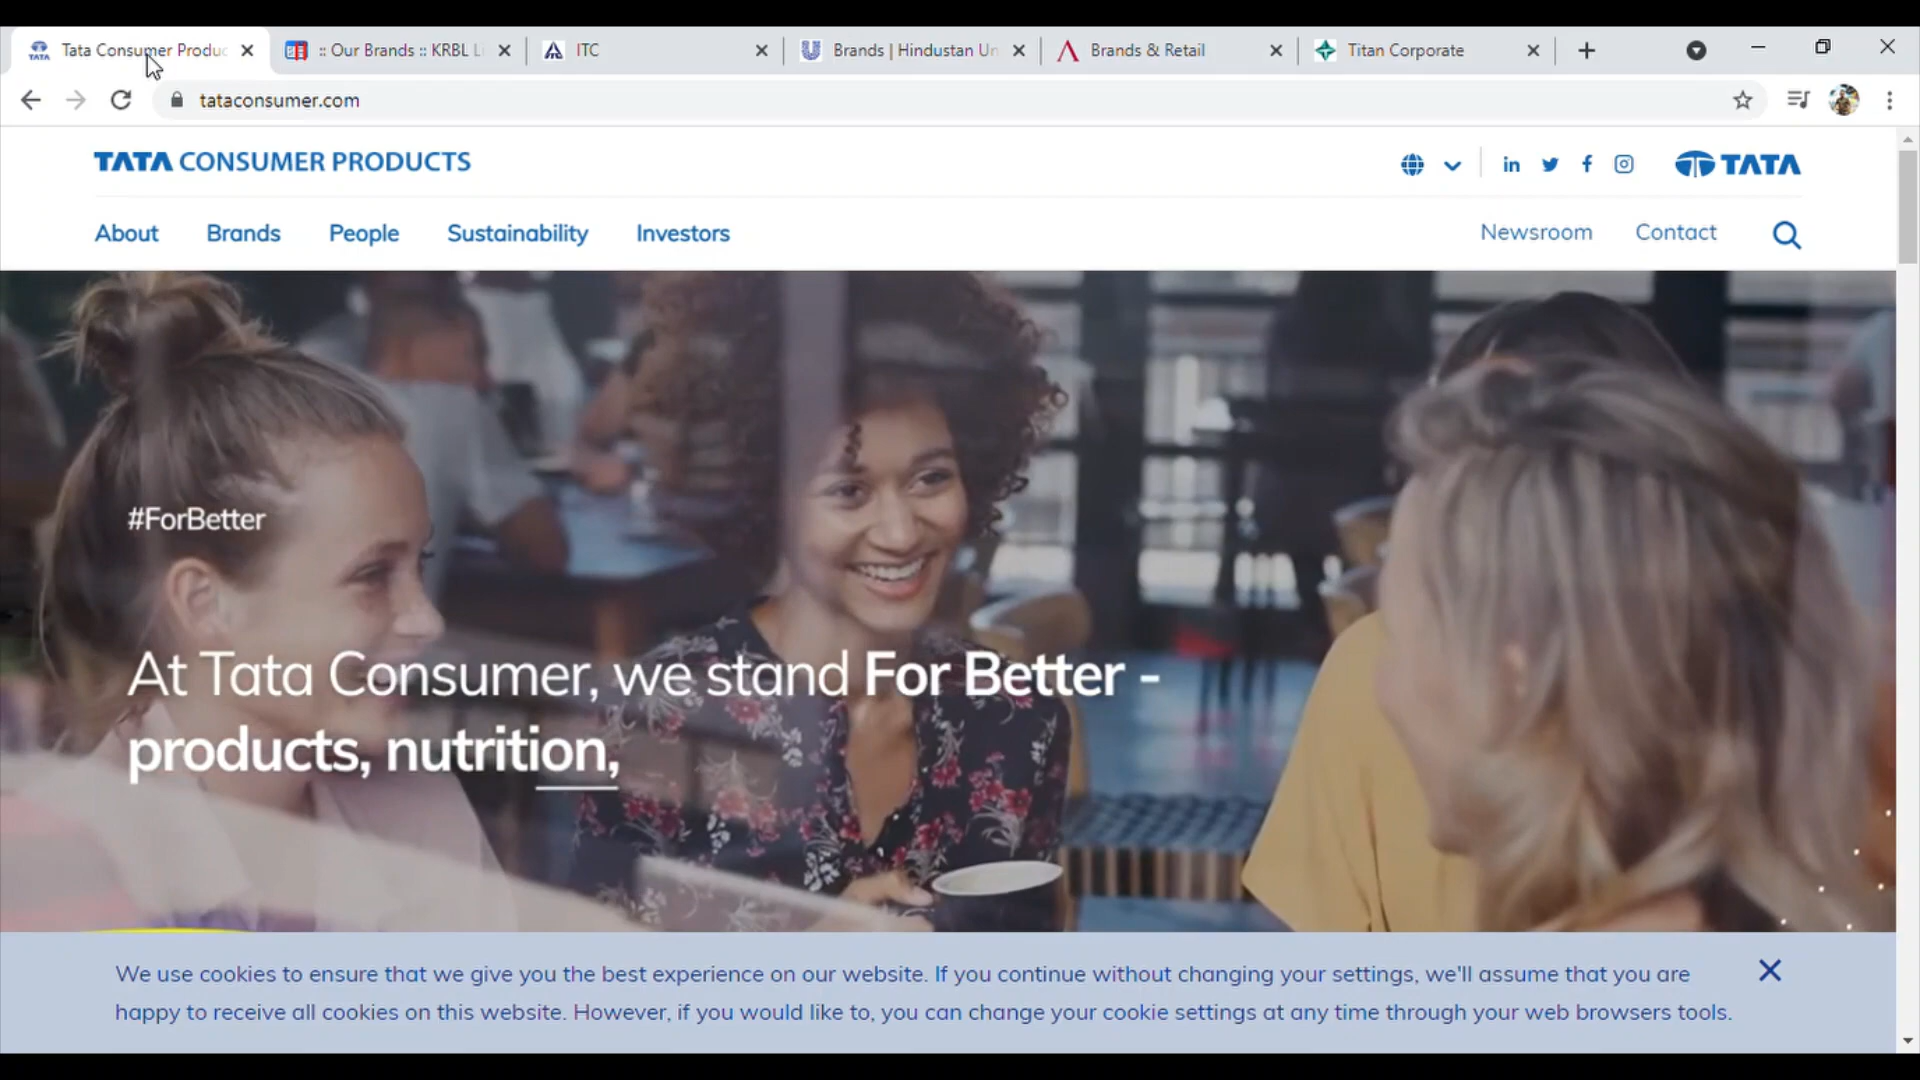 Tata Consumer Produc
:: Our Brands :: KRBL L
ITC
Brands | Hindustan Un
Brands & Retail
Titan Corporate
tataconsumer.com
TATA CONSUMER PRODUCTS
TATA
About
Brands
People
Sustainability
Investors
Newsroom
Contact
#ForBetter
At Tata Consumer, we stand For Better -
products, nutrition,
We use cookies to ensure that we give you the best experience on our website. If you continue without changing your settings, we'll assume that you are
happy to receive all cookies on this website. However, if you would like to, you can change your cookie settings at any time through your web browsers tools.